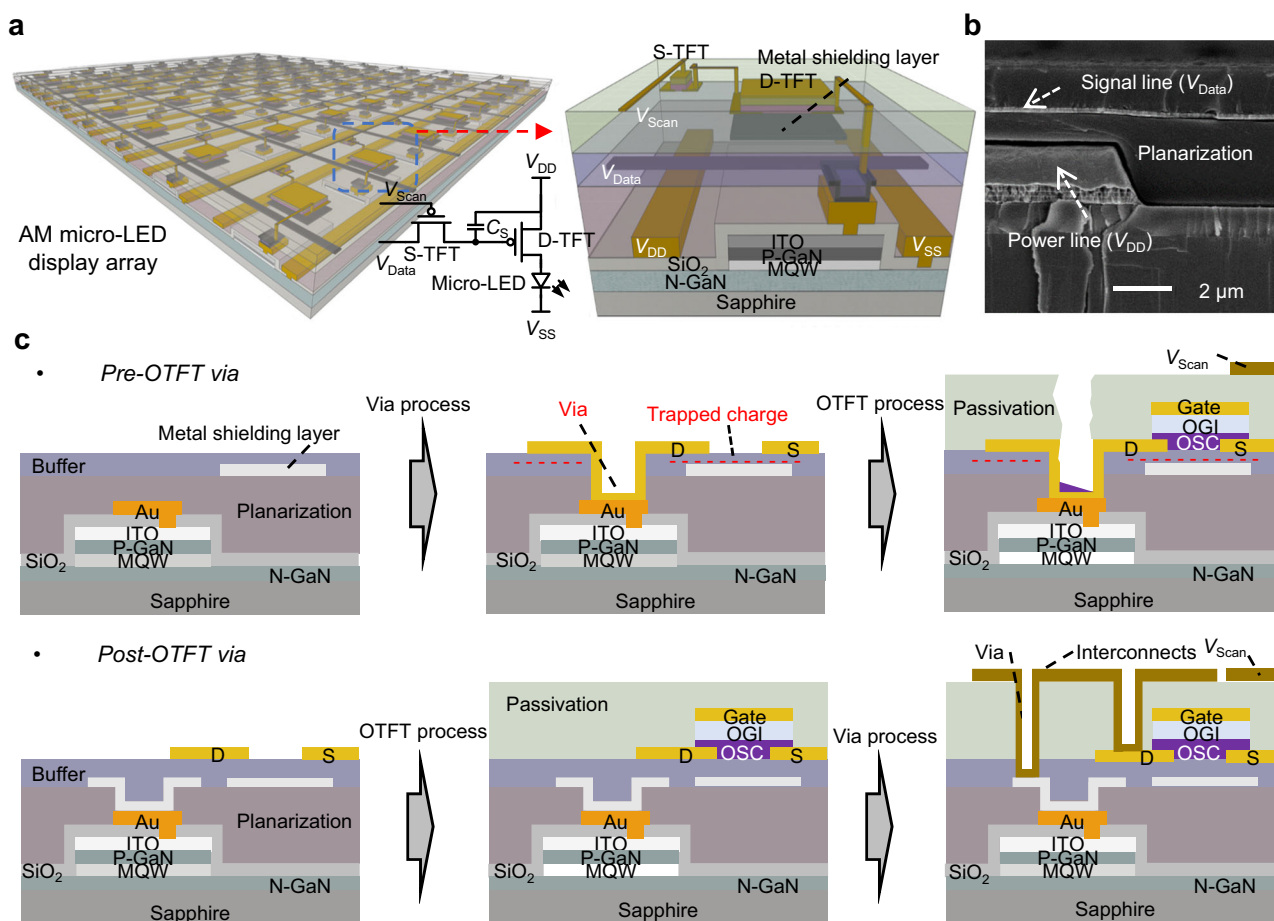 a
b
S-TFT
Metal shielding layer
D-TFT
V_Scan
V_Data
V_DD
V_SS
ITO
P-GaN
MQW
SiO₂
N-GaN
Sapphire
AM micro-LED
display array
V_DD
V_Scan
C_S
D-TFT
S-TFT
V_Data
Micro-LED
V_SS
Signal line (V_Data)
Planarization
Power line (V_DD)
2 μm
c
• Pre-OTFT via
Metal shielding layer
Buffer
Au
Planarization
ITO
P-GaN
SiO₂
MQW
N-GaN
Sapphire
Via process
Via
Trapped charge
D
S
Au
ITO
P-GaN
MQW
Sapphire
OTFT process
V_Scan
Passivation
Gate
OGI
OSC
D
S
Au
ITO
P-GaN
MQW
N-GaN
Sapphire
• Post-OTFT via
D
S
Buffer
Au
Planarization
ITO
P-GaN
SiO₂
MQW
N-GaN
Sapphire
OTFT process
Passivation
Gate
OGI
OSC
D
S
Au
ITO
P-GaN
MQW
Sapphire
Via process
Via
Interconnects
V_Scan
Gate
OGI
OSC
D
S
Au
ITO
P-GaN
MQW
N-GaN
Sapphire